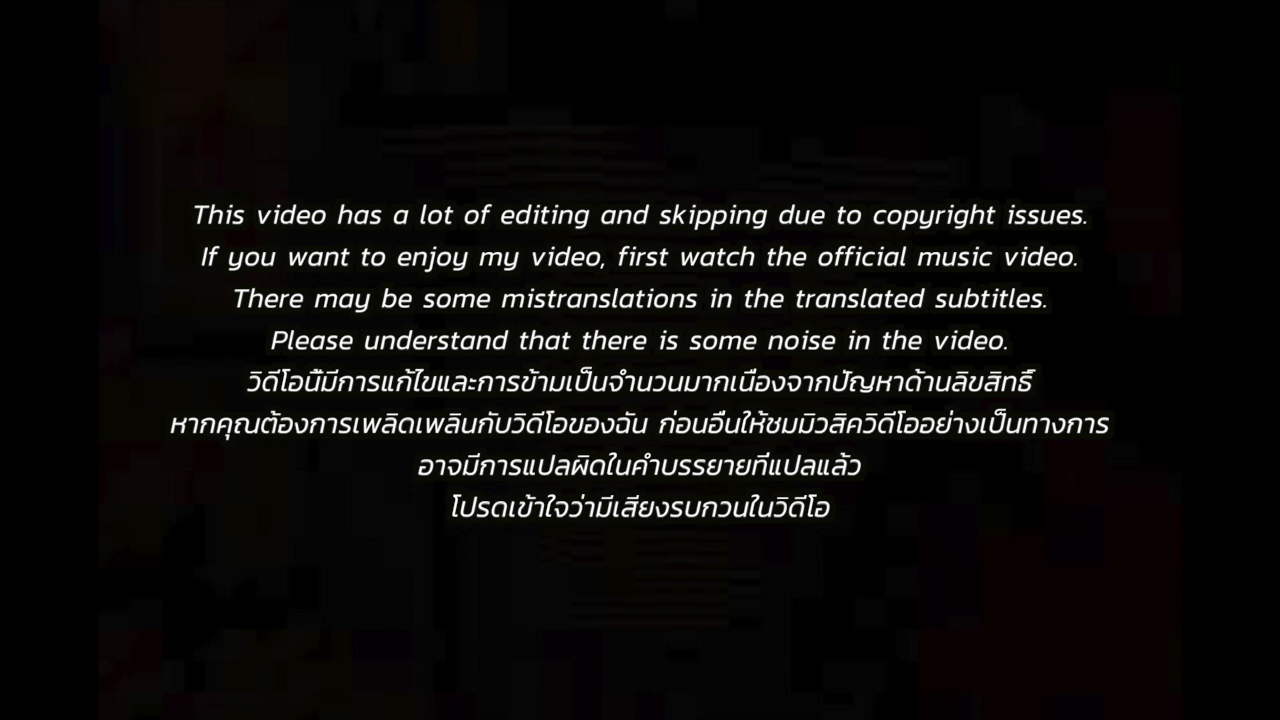 This video has a lot of editing and skipping due to copyright issues.
If you want to enjoy my video, first watch the official music video.
There may be some mistranslations in the translated subtitles.
Please understand that there is some noise in the video.
วิดีโอนี้มีการแก้ไขและการข้ามเป็นจำนวนมากเนื่องจากปัญหาด้านลิขสิทธิ์
หากคุณต้องการเพลิดเพลินกับวิดีโอของฉัน ก่อนอื่นให้ชมมิวสิควิดีโออย่างเป็นทางการ
อาจมีการแปลผิดในคำบรรยายที่แปลแล้ว
โปรดเข้าใจว่ามีเสียงรบกวนในวิดีโอ